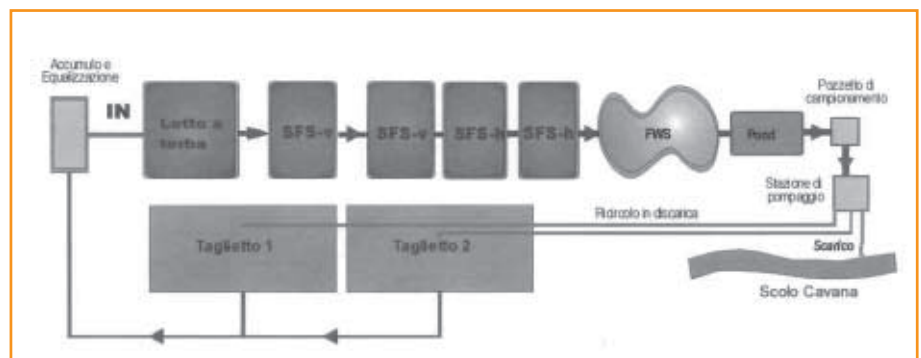 Accumulo e
Equalizzazione
IN
Letto a
torba
SFS-v
SFS-v
SFS-h
SFS-h
FWS
Pond
Pozzetto di
campionamento
Stazione di
pompaggio
Ricircolo in discarica
Taglietto 1
Taglietto 2
Scarico
Scolo Cavana